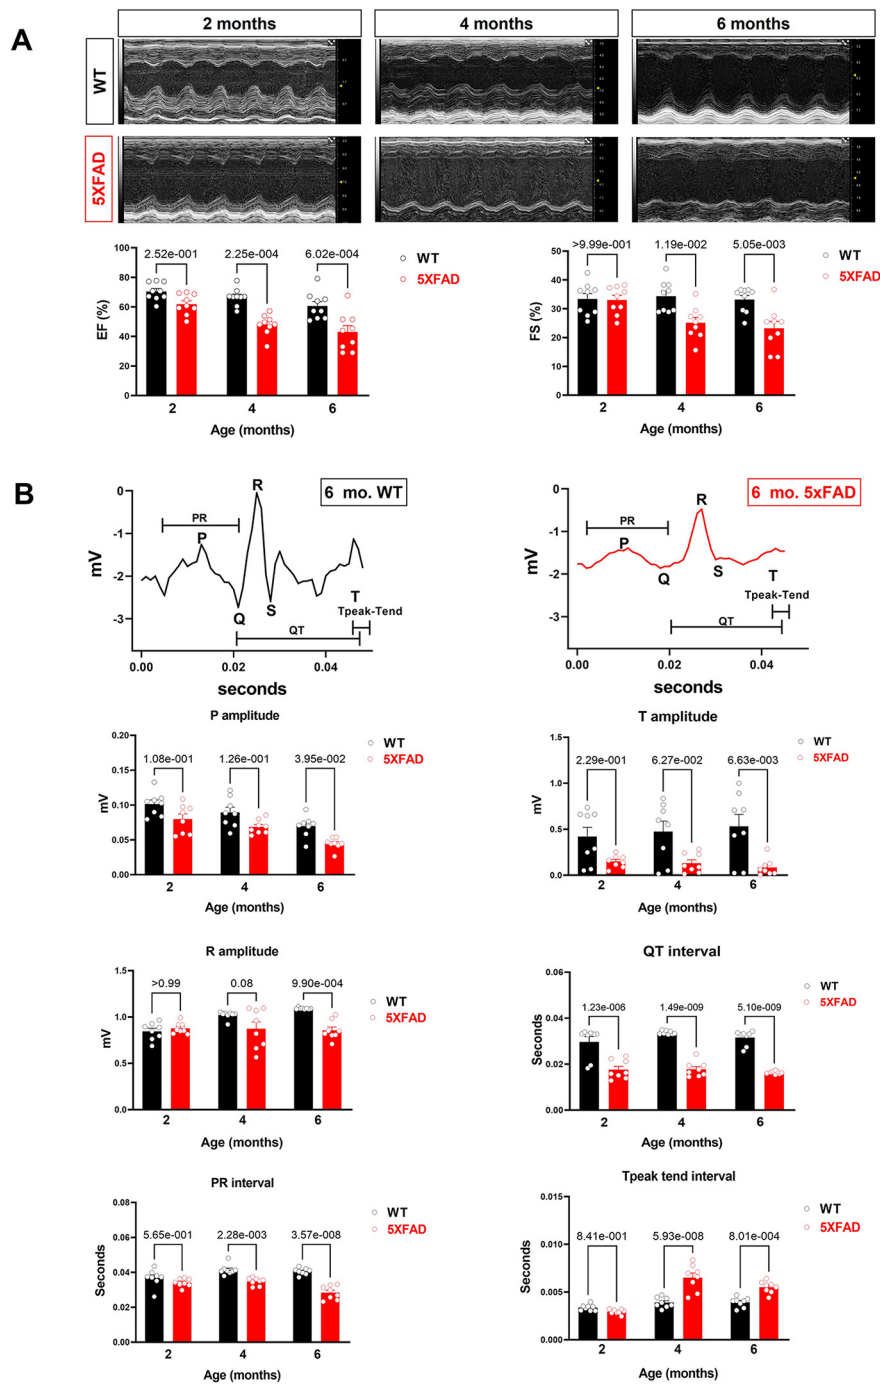 A
2 months
4 months
6 months
WT
5XFAD
2.52e-001
2.25e-004
6.02e-004
WT
5XFAD
100
80
60
40
20
0
EF (%)
2
4
6
Age (months)
>9.99e-001
1.19e-002
5.05e-003
WT
5XFAD
50
40
30
20
10
0
FS (%)
2
4
6
Age (months)
B
6 mo. WT
0
-1
-2
-3
mV
PR
P
R
Q
S
T
Tpeak-Tend
QT
0.00
0.02
0.04
seconds
6 mo. 5xFAD
0
-1
-2
-3
mV
PR
P
R
Q
S
T
Tpeak-Tend
QT
0.00
0.02
0.04
seconds
P amplitude
0.20
0.15
0.10
0.05
0.00
mV
1.08e-001
1.26e-001
3.95e-002
WT
5XFAD
2
4
6
Age (months)
T amplitude
1.5
1.0
0.5
0.0
mV
2.29e-001
6.27e-002
6.63e-003
WT
5XFAD
2
4
6
Age (months)
R amplitude
1.5
1.0
0.5
0.0
mV
>0.99
0.08
9.90e-004
WT
5XFAD
2
4
6
Age (months)
QT interval
0.06
0.04
0.02
0.00
Seconds
1.23e-006
1.49e-009
5.10e-009
WT
5XFAD
2
4
6
Age (months)
PR interval
0.08
0.06
0.04
0.02
0.00
Seconds
5.65e-001
2.28e-003
3.57e-008
WT
5XFAD
2
4
6
Age (months)
Tpeak tend interval
0.015
0.010
0.005
0.000
Seconds
8.41e-001
5.93e-008
8.01e-004
WT
5XFAD
2
4
6
Age (months)